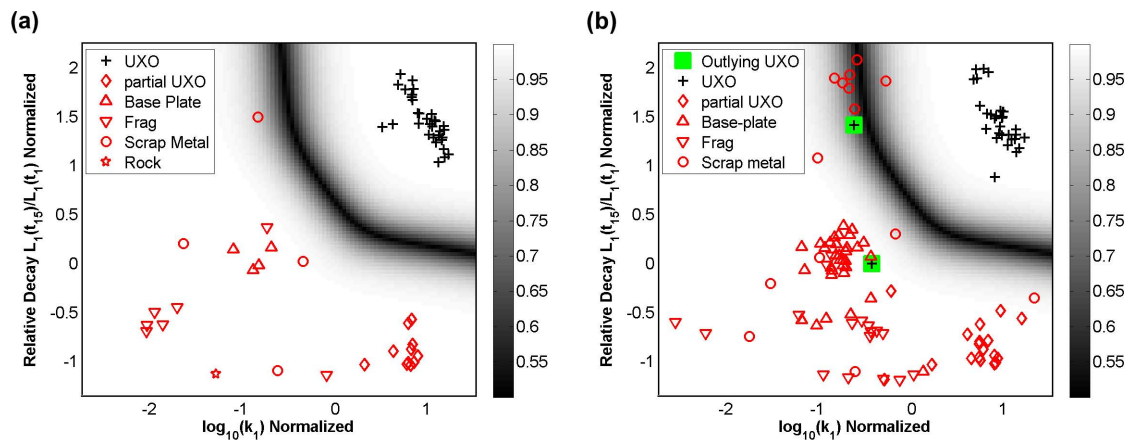 (a)
(b)
UXO
partial UXO
Base Plate
Frag
Scrap Metal
Rock
2
1.5
1
0.5
0
-0.5
-1
-2
-1
0
1
Relative Decay L1(t15)/L1(t1) Normalized
log10(k1) Normalized
0.95
0.9
0.85
0.8
0.75
0.7
0.65
0.6
0.55
Outlying UXO
UXO
partial UXO
Base-plate
Frag
Scrap metal
2
1.5
1
0.5
0
-0.5
-1
-2
-1
0
1
Relative Decay L1(t15)/L1(t1) Normalized
log10(k1) Normalized
0.95
0.9
0.85
0.8
0.75
0.7
0.65
0.6
0.55